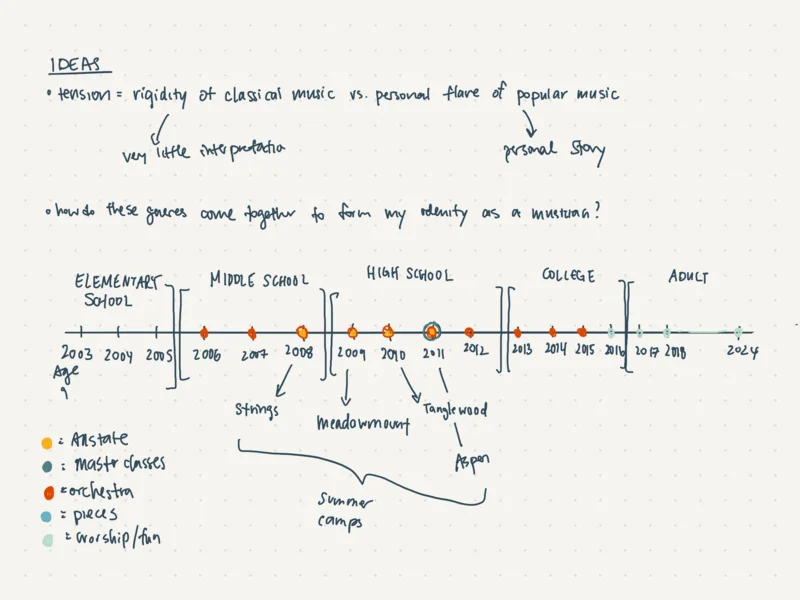 IDEAS
• tension = rigidity of classical music vs. personal flare of popular music
very little interpretation
personal story
• how do these genres come together to form my identity as a musician?
ELEMENTARY SCHOOL
MIDDLE SCHOOL
HIGH SCHOOL
COLLEGE
ADULT
2003 2004 2005 2006 2007 2008 2009 2010 2011 2012 2013 2014 2015 2016 2017 2018 2024
Age
9
Strings
Meadowmount
Tanglewood
Aspen
Summer
camps
= Allstate
= Master classes
= orchestra
= pieces
= worship/fun